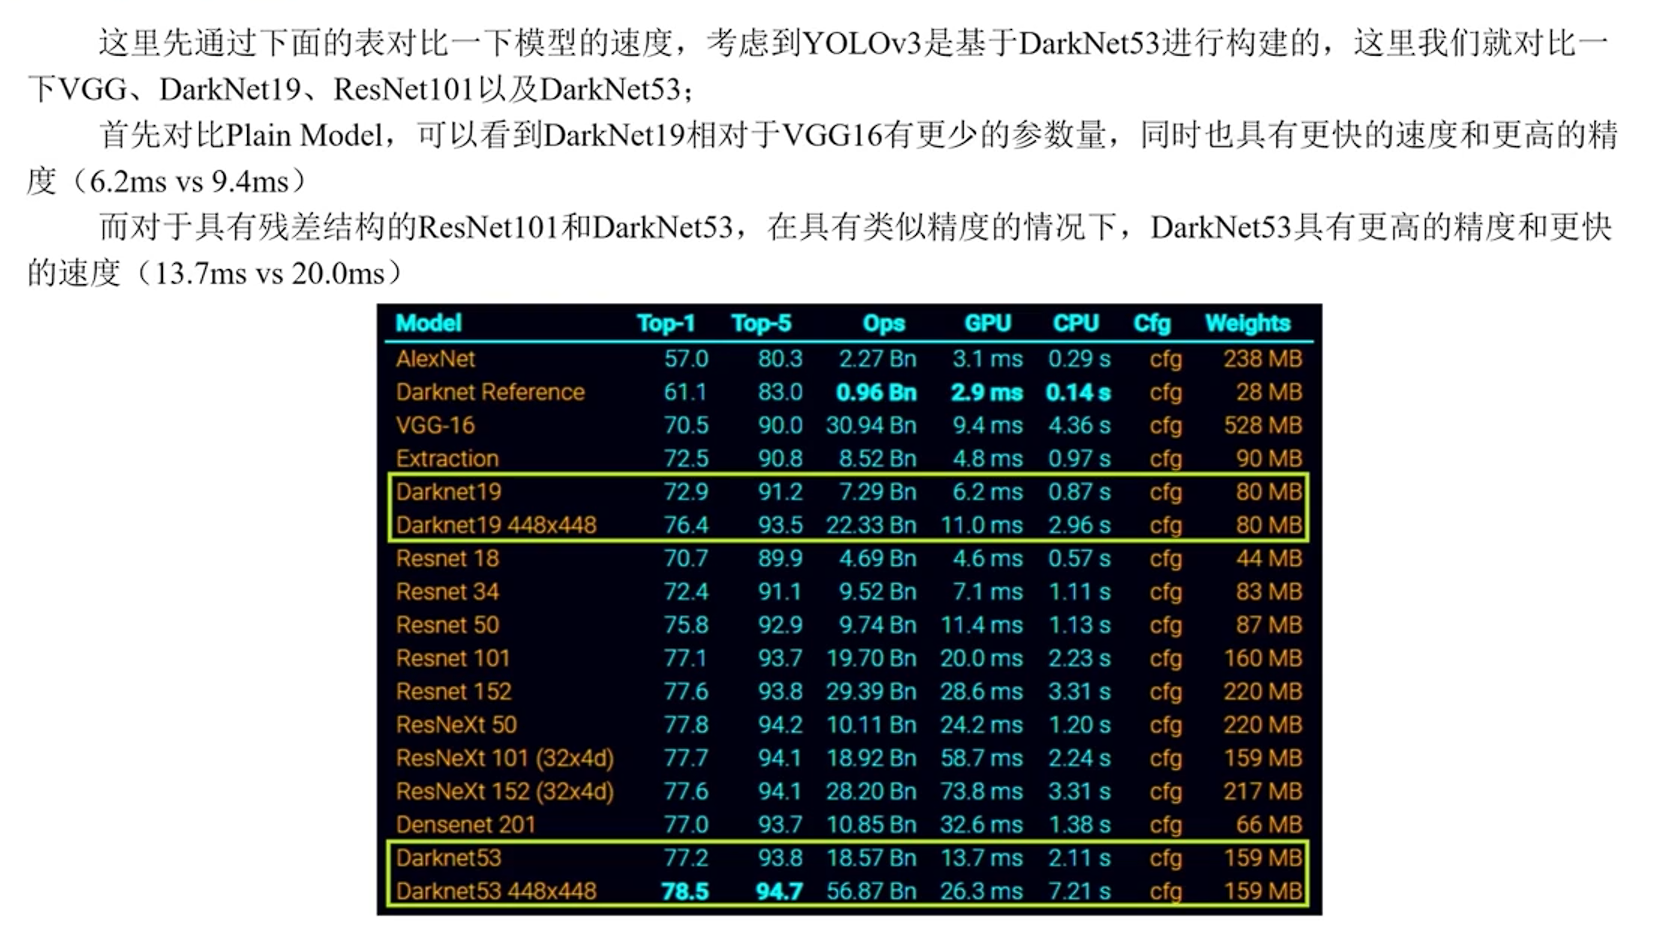 这里先通过下面的表对比一下模型的速度，考虑到YOLOv3是基于DarkNet53进行构建的，这里我们就对比一
下VGG、DarkNet19、ResNet101以及DarkNet53；
首先对比Plain Model，可以看到DarkNet19相对于VGG16有更少的参数量，同时也具有更快的速度和更高的精
度（6.2ms vs 9.4ms）
而对于具有残差结构的ResNet101和DarkNet53，在具有类似精度的情况下，DarkNet53具有更高的精度和更快
的速度（13.7ms vs 20.0ms）
Model Top-1 Top-5 Ops GPU CPU Cfg Weights
AlexNet 57.0 80.3 2.27 Bn 3.1 ms 0.29 s cfg 238 MB
Darknet Reference 61.1 83.0 0.96 Bn 2.9 ms 0.14 s cfg 28 MB
VGG-16 70.5 90.0 30.94 Bn 9.4 ms 4.36 s cfg 528 MB
Extraction 72.5 90.8 8.52 Bn 4.8 ms 0.97 s cfg 90 MB
Darknet19 72.9 91.2 7.29 Bn 6.2 ms 0.87 s cfg 80 MB
Darknet19 448x448 76.4 93.5 22.33 Bn 11.0 ms 2.96 s cfg 80 MB
Resnet 18 70.7 89.9 4.69 Bn 4.6 ms 0.57 s cfg 44 MB
Resnet 34 72.4 91.1 9.52 Bn 7.1 ms 1.11 s cfg 83 MB
Resnet 50 75.8 92.9 9.74 Bn 11.4 ms 1.13 s cfg 87 MB
Resnet 101 77.1 93.7 19.70 Bn 20.0 ms 2.23 s cfg 160 MB
Resnet 152 77.6 93.8 29.39 Bn 28.6 ms 3.31 s cfg 220 MB
ResNeXt 50 77.8 94.2 10.11 Bn 24.2 ms 1.20 s cfg 220 MB
ResNeXt 101 (32x4d) 77.7 94.1 18.92 Bn 58.7 ms 2.24 s cfg 159 MB
ResNeXt 152 (32x4d) 77.6 94.1 28.20 Bn 73.8 ms 3.31 s cfg 217 MB
Densenet 201 77.0 93.7 10.85 Bn 32.6 ms 1.38 s cfg 66 MB
Darknet53 77.2 93.8 18.57 Bn 13.7 ms 2.11 s cfg 159 MB
Darknet53 448x448 78.5 94.7 56.87 Bn 26.3 ms 7.21 s cfg 159 MB